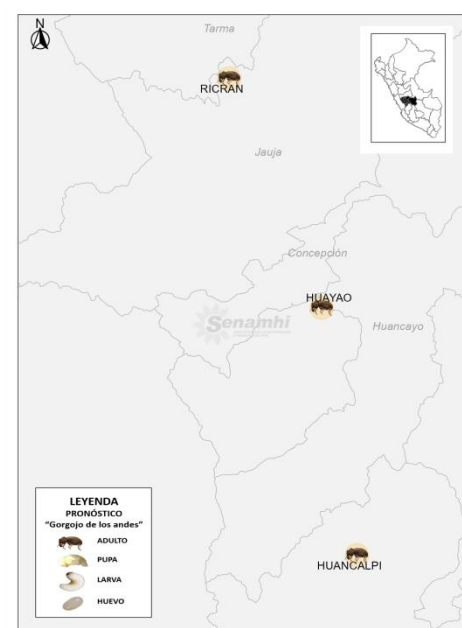 N
Tarma
RICRAN
Jauja
Concepción
HUAYAO
Senamhi
Huancayo
HUANCALPI
LEYENDA
PRONÓSTICO
"Gorgojo de los andes"
ADULTO
PUPA
LARVA
HUEVO